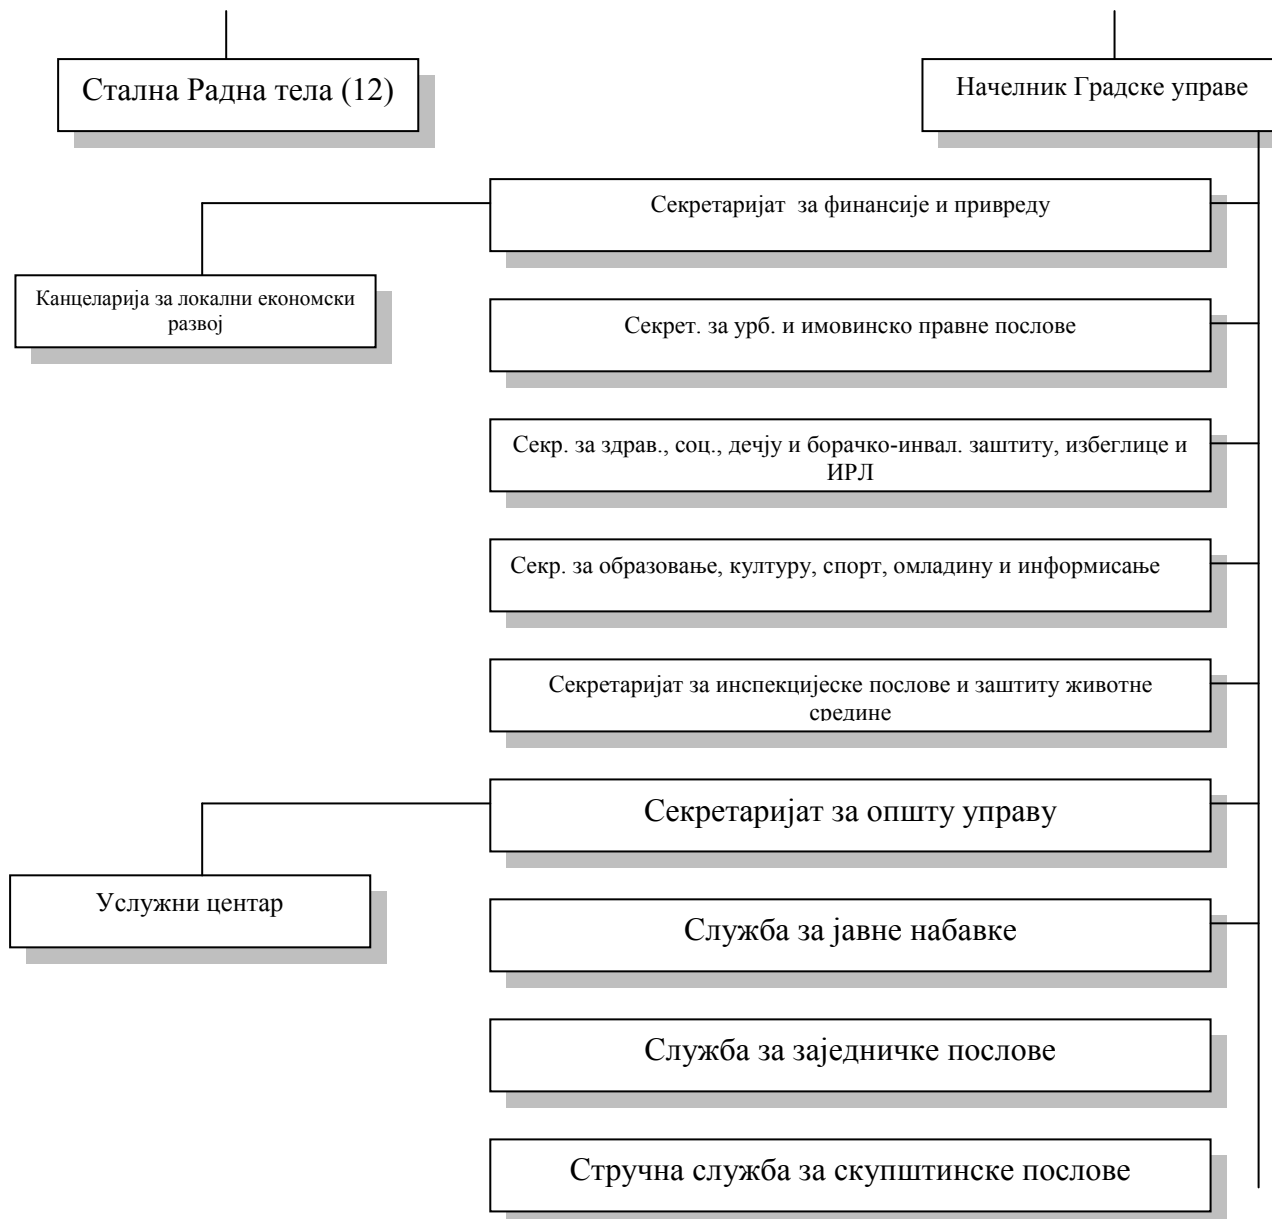 Стална Радна тела (12)
Начелник Градске управе
Секретаријат за финансије и привреду
Канцеларија за локални економски
развој
Секрет. за урб. и имовинско правне послове
Секр. за здрав., соц., дечју и борачко-инвал. заштиту, избеглице и
ИРЛ
Секр. за образовање, културу, спорт, омладину и информисање
Секретаријат за инспекцијеске послове и заштиту животне
средине
Секретаријат за општу управу
Услужни центар
Служба за јавне набавке
Служба за заједничке послове
Стручна служба за скупштинске послове